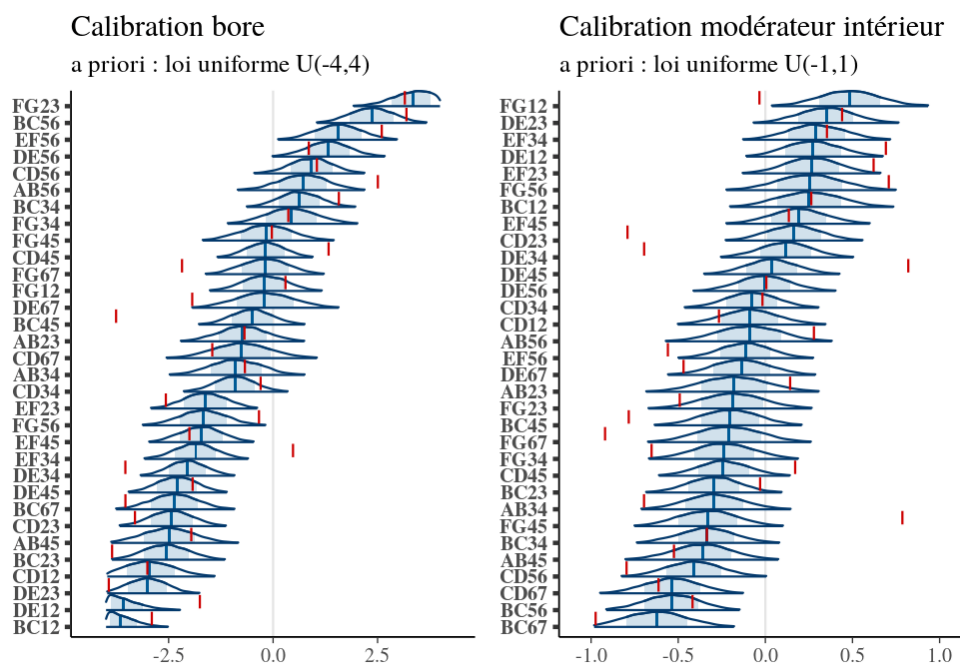 Calibration bore
a priori : loi uniforme U(-4,4)
FG23
BC56
EF56
DE56
CD56
AB56
BC34
FG34
FG45
CD45
FG67
FG12
DE67
BC45
AB23
CD67
AB34
CD34
EF23
FG56
EF45
EF34
DE34
DE45
BC67
CD23
AB45
BC23
CD12
DE23
DE12
BC12
-2.5 0.0 2.5
Calibration modérateur intérieur
a priori : loi uniforme U(-1,1)
FG12
DE23
EF34
DE12
EF23
FG56
BC12
EF45
CD23
DE34
DE45
DE56
CD34
CD12
AB56
EF56
DE67
AB23
FG23
BC45
FG67
FG34
CD45
BC23
AB34
FG45
BC34
AB45
CD56
CD67
BC56
BC67
-1.0 -0.5 0.0 0.5 1.0